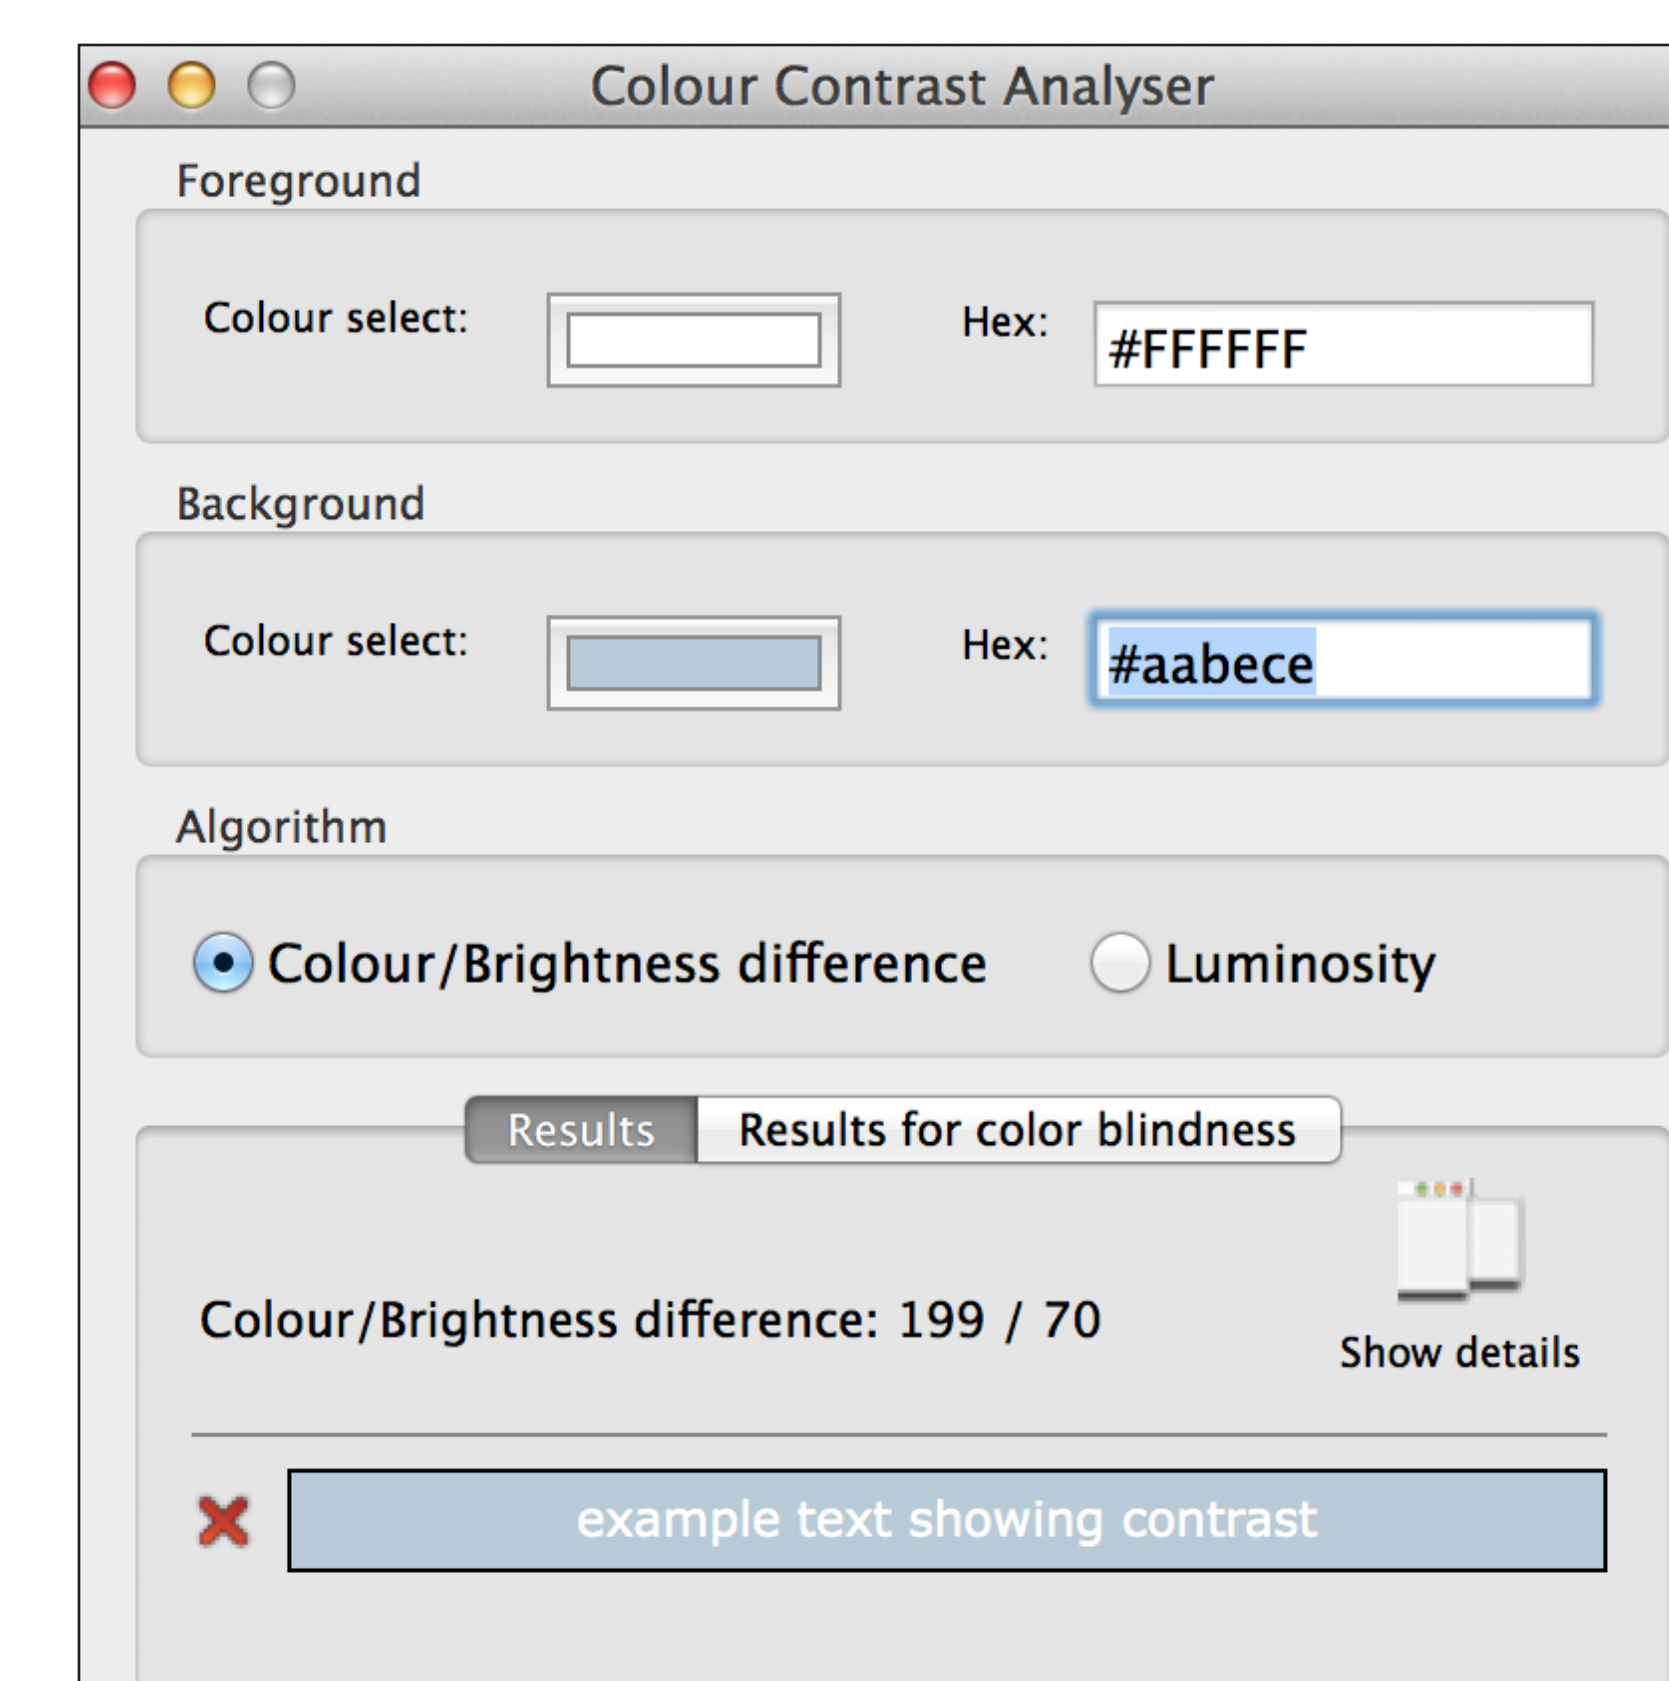 Colour Contrast Analyser
Foreground
Colour select:
Hex: #FFFFFF
Background
Colour select:
Hex: #aabece
Algorithm
Colour/Brightness difference
Luminosity
Results
Results for color blindness
Colour/Brightness difference: 199 / 70
Show details
example text showing contrast